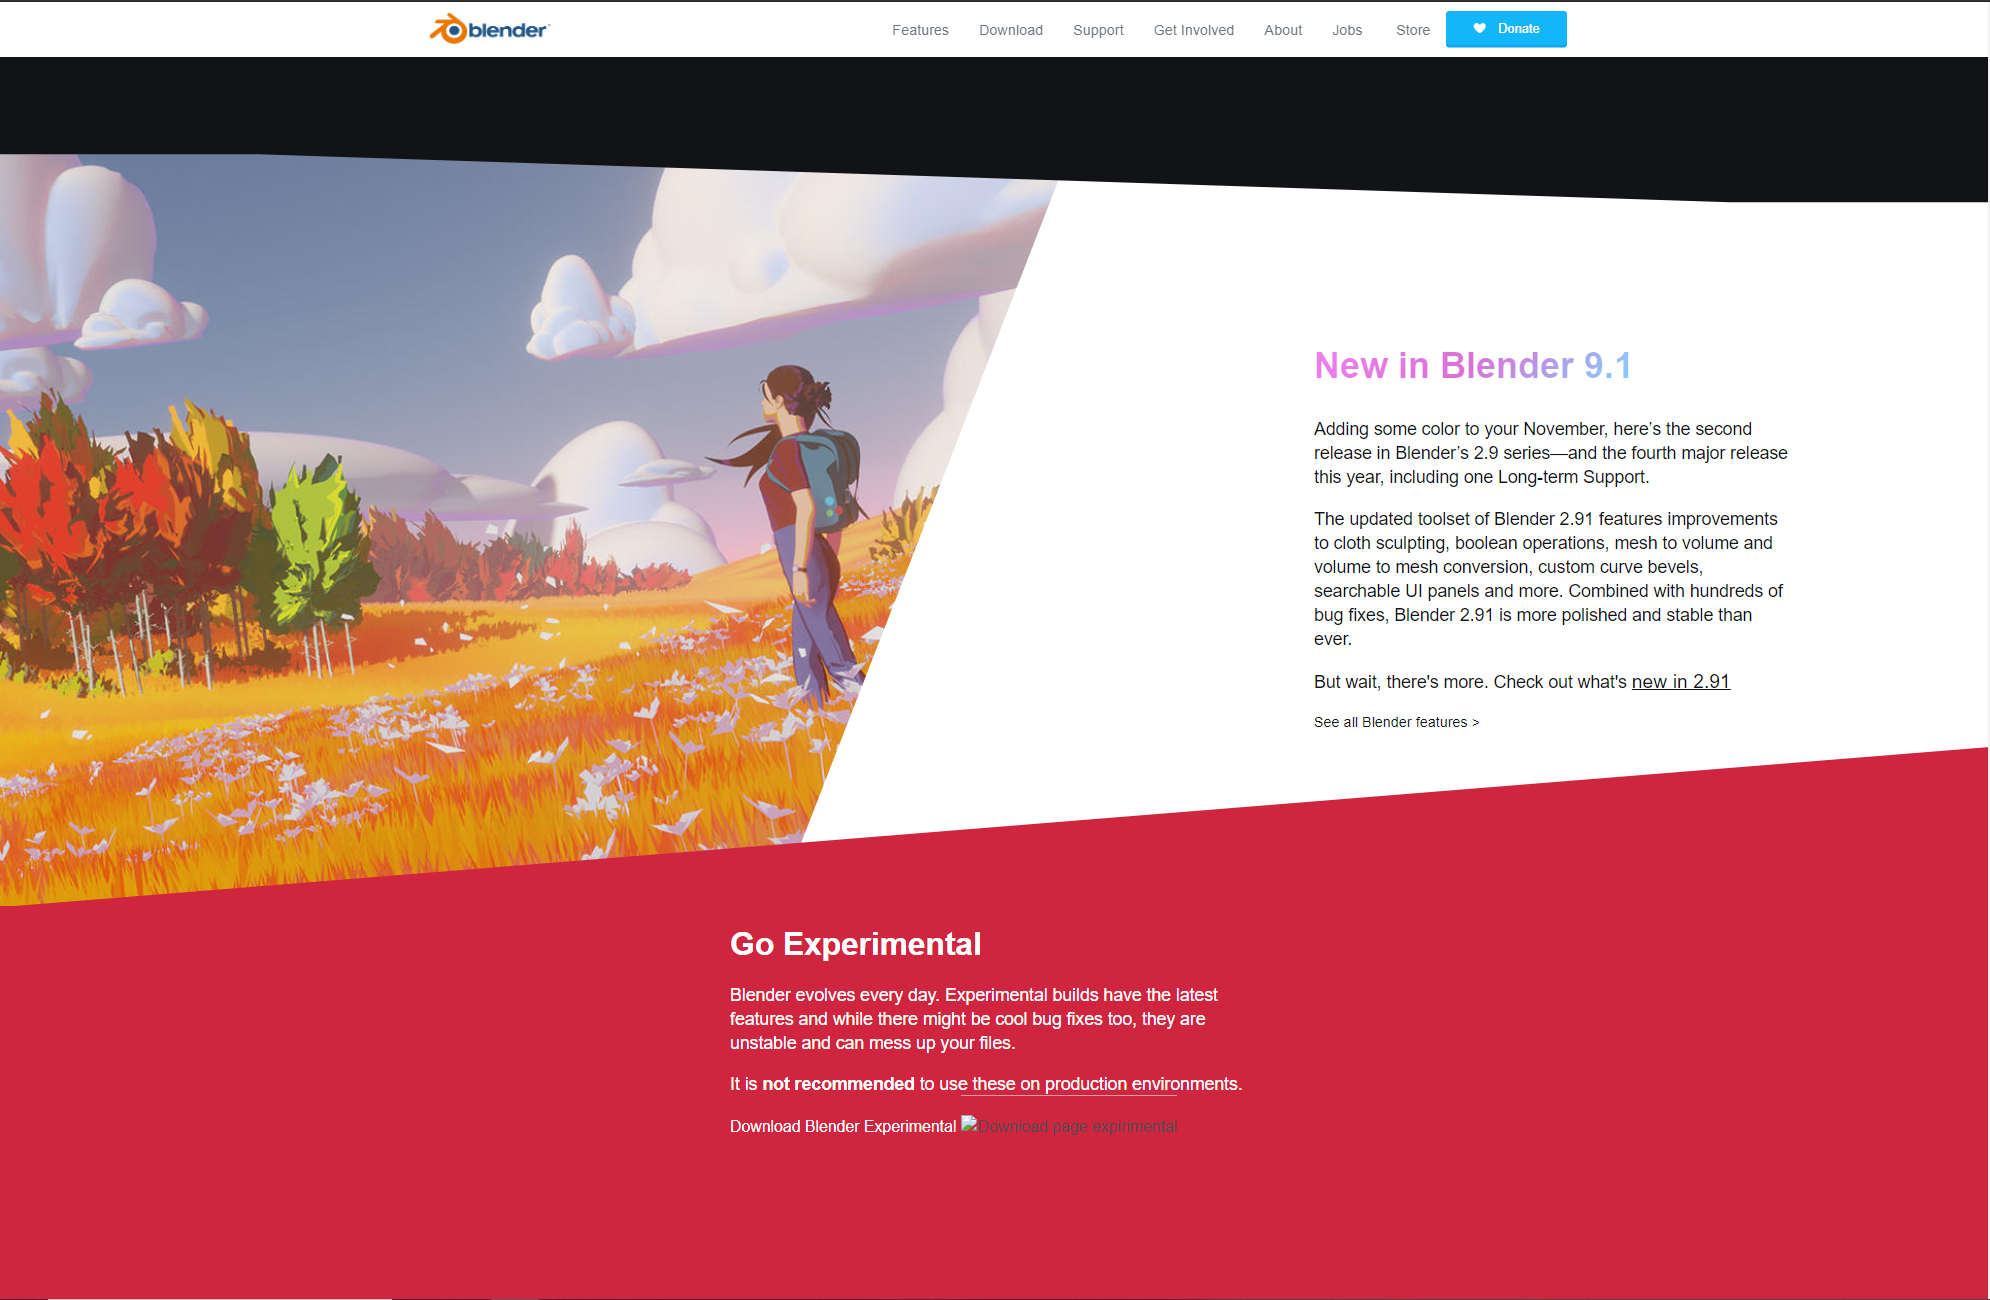 blender
Features Download Support Get Involved About Jobs Store Donate
New in Blender 9.1
Adding some color to your November, here’s the second
release in Blender’s 2.9 series—and the fourth major release
this year, including one Long-term Support.
The updated toolset of Blender 2.91 features improvements
to cloth sculpting, boolean operations, mesh to volume and
volume to mesh conversion, custom curve bevels,
searchable UI panels and more. Combined with hundreds of
bug fixes, Blender 2.91 is more polished and stable than
ever.
But wait, there's more. Check out what's new in 2.91
See all Blender features >
Go Experimental
Blender evolves every day. Experimental builds have the latest
features and while there might be cool bug fixes too, they are
unstable and can mess up your files.
It is not recommended to use these on production environments.
Download Blender Experimental Download page expirimental